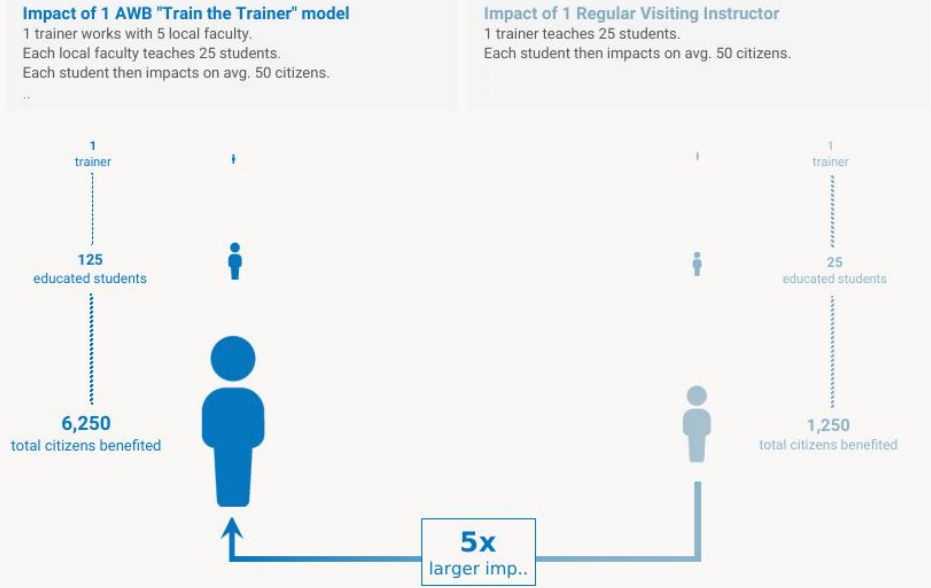 Impact of 1 AWB "Train the Trainer" model
1 trainer works with 5 local faculty.
Each local faculty teaches 25 students.
Each student then impacts on avg. 50 citizens.
..
Impact of 1 Regular Visiting Instructor
1 trainer teaches 25 students.
Each student then impacts on avg. 50 citizens.
1
trainer
125
educated students
6,250
total citizens benefited
1
trainer
25
educated students
1,250
total citizens benefited
5x
larger imp..